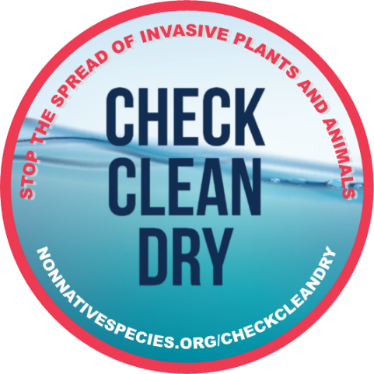 STOP THE SPREAD OF INVASIVE PLANTS AND ANIMALS
CHECK
CLEAN
DRY
NONNATIVESPECIES.ORG/CHECKCLEANDRY